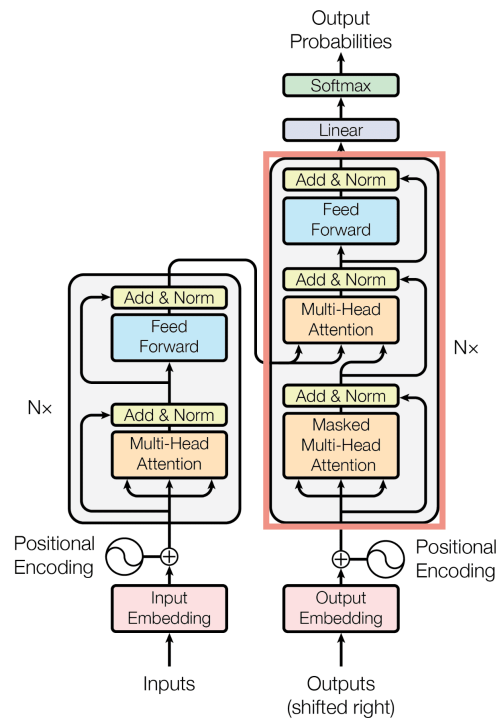 Output
Probabilities
Softmax
Linear
Add & Norm
Feed
Forward
Add & Norm
Multi-Head
Attention
Add & Norm
Masked
Multi-Head
Attention
N×
Add & Norm
Feed
Forward
Add & Norm
Multi-Head
Attention
N×
Positional
Encoding
Positional
Encoding
Input
Embedding
Output
Embedding
Inputs
Outputs
(shifted right)